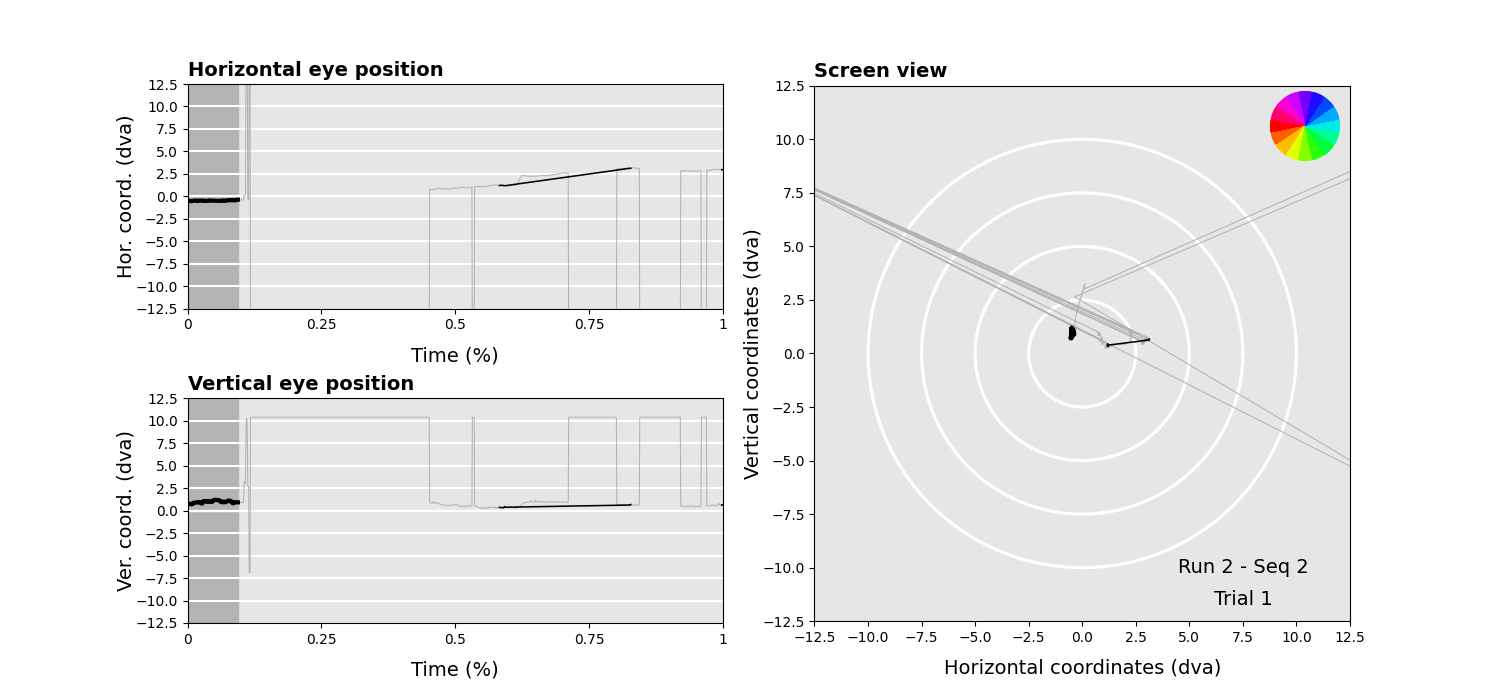 Horizontal eye position
Hor. coord. (dva)
12.5
10.0
7.5
5.0
2.5
0.0
−2.5
−5.0
−7.5
−10.0
−12.5
0 0.25 0.5 0.75 1
Time (%)
Vertical eye position
Ver. coord. (dva)
12.5
10.0
7.5
5.0
2.5
0.0
−2.5
−5.0
−7.5
−10.0
−12.5
0 0.25 0.5 0.75 1
Time (%)
Screen view
Vertical coordinates (dva)
12.5
10.0
7.5
5.0
2.5
0.0
−2.5
−5.0
−7.5
−10.0
−12.5
Run 2 - Seq 2
Trial 1
−12.5 −10.0 −7.5 −5.0 −2.5 0.0 2.5 5.0 7.5 10.0 12.5
Horizontal coordinates (dva)